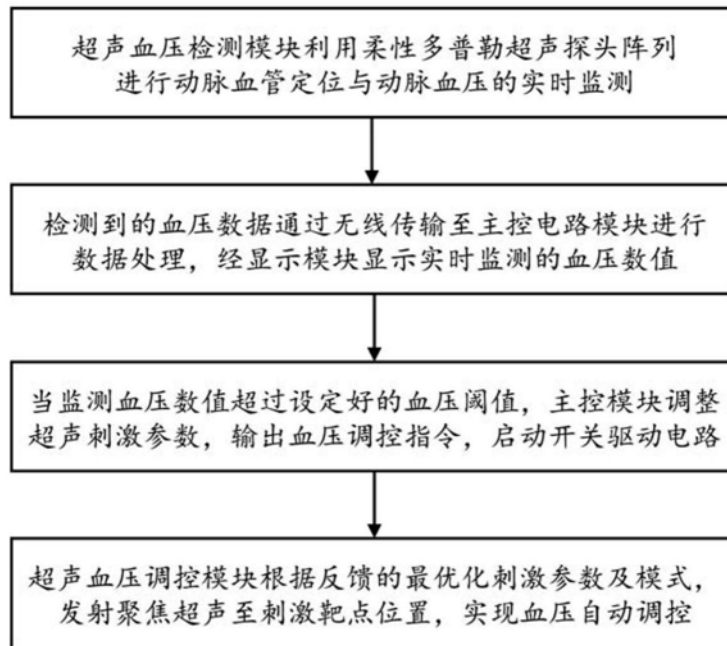 超声血压检测模块利用柔性多普勒超声探头阵列
进行动脉血管定位与动脉血压的实时监测
检测到的血压数据通过无线传输至主控电路模块进行
数据处理，经显示模块显示实时监测的血压数值
当监测血压数值超过设定好的血压阈值，主控模块调整
超声刺激参数，输出血压调控指令，启动开关驱动电路
超声血压调控模块根据反馈的最优化刺激参数及模式，
发射聚焦超声至刺激靶点位置，实现血压自动调控